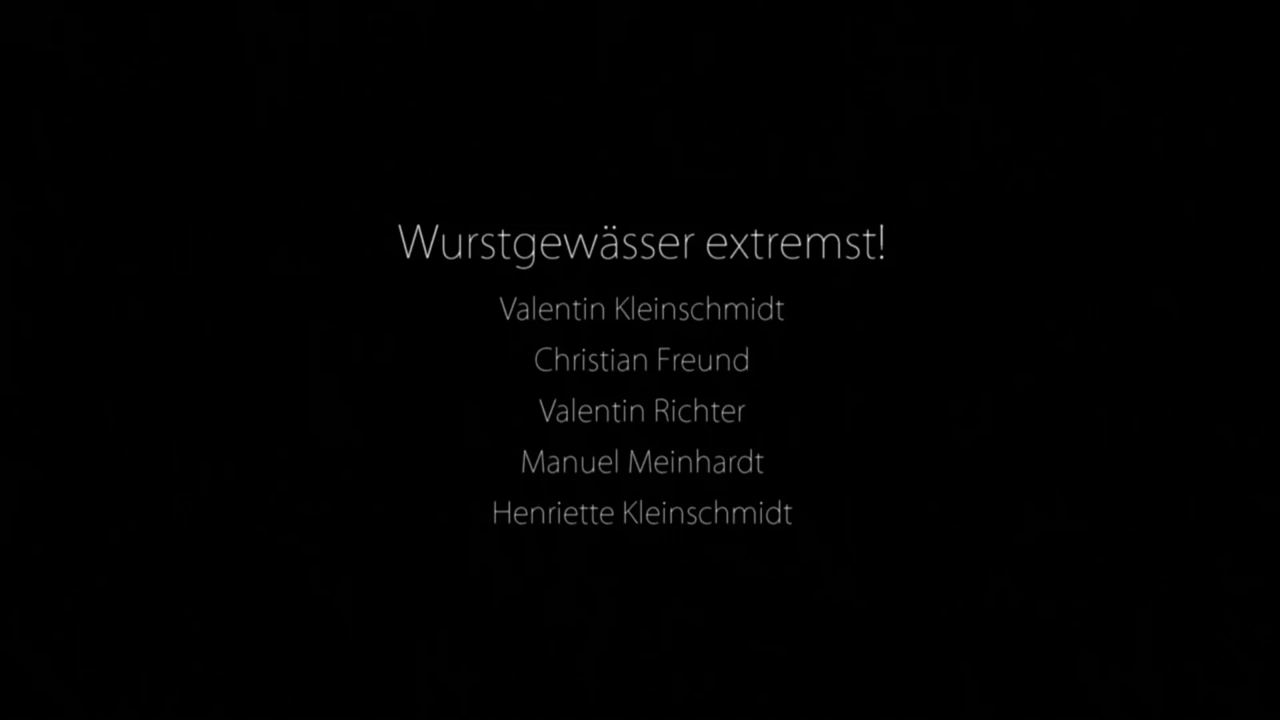 Wurstgewässer extremst!
Valentin Kleinschmidt
Christian Freund
Valentin Richter
Manuel Meinhardt
Henriette Kleinschmidt